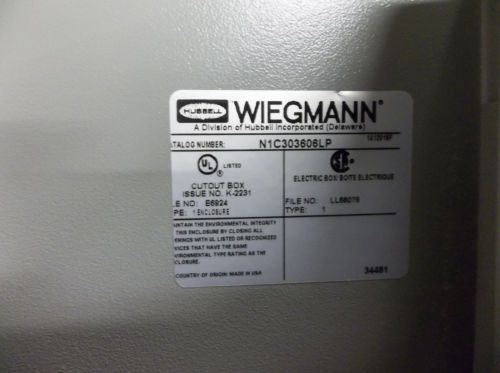 HUBBELL
WIEGMANN®
A Division of Hubbell Incorporated (Delaware)
ATALOG NUMBER: N1C303606LP
UL LISTED
CUTOUT BOX
ISSUE NO. K-2231
LE NO: E6924
PE: 1 ENCLOSURE
ELECTRIC BOX/BOITE ELECTRIQUE
FILE NO: LL66078
TYPE: 1
NTAIN THE ENVIRONMENTAL INTEGRITY
THIS ENCLOSURE BY CLOSING ALL
ENINGS WITH UL LISTED OR RECOGNIZED
VICES THAT HAVE THE SAME
VIRONMENTAL TYPE RATING AS THE
CLOSURE.
COUNTRY OF ORIGIN: MADE IN USA
34481